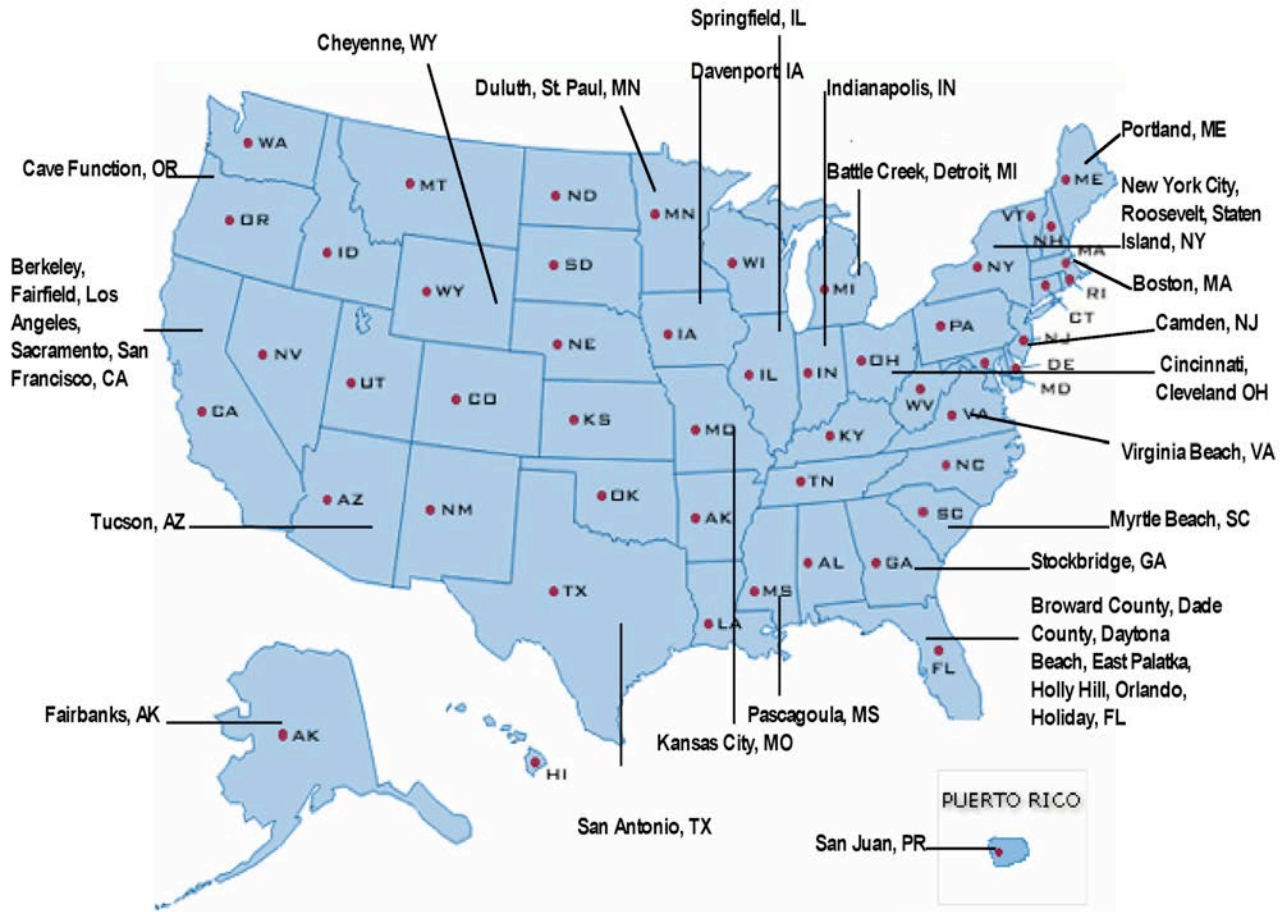 Springfield, IL
Cheyenne, WY
Davenport IA
Duluth, St. Paul, MN
Indianapolis, IN
Portland, ME
Cave Function, OR
Battle Creek, Detroit, MI
New York City,
Roosevelt, Staten
Island, NY
Boston, MA
Camden, NJ
Cincinnati,
Cleveland OH
Virginia Beach, VA
Berkeley,
Fairfield, Los
Angeles,
Sacramento, San
Francisco, CA
Tucson, AZ
Myrtle Beach, SC
Stockbridge, GA
Broward County, Dade
County, Daytona
Beach, East Palatka,
Holly Hill, Orlando,
Holiday, FL
Fairbanks, AK
Pascagoula, MS
Kansas City, MO
San Antonio, TX
PUERTO RICO
San Juan, PR
WA
MT
ND
MN
ME
VT
NH
OR
ID
SD
WI
MA
WY
MI
NY
RI
CT
NV
UT
NE
IA
PA
NJ
CO
IL
IN
OH
DE
MD
CA
KS
MO
KY
WV
VA
AZ
NM
OK
TN
NC
AK
SC
TX
MS
AL
GA
LA
FL
AK
HI